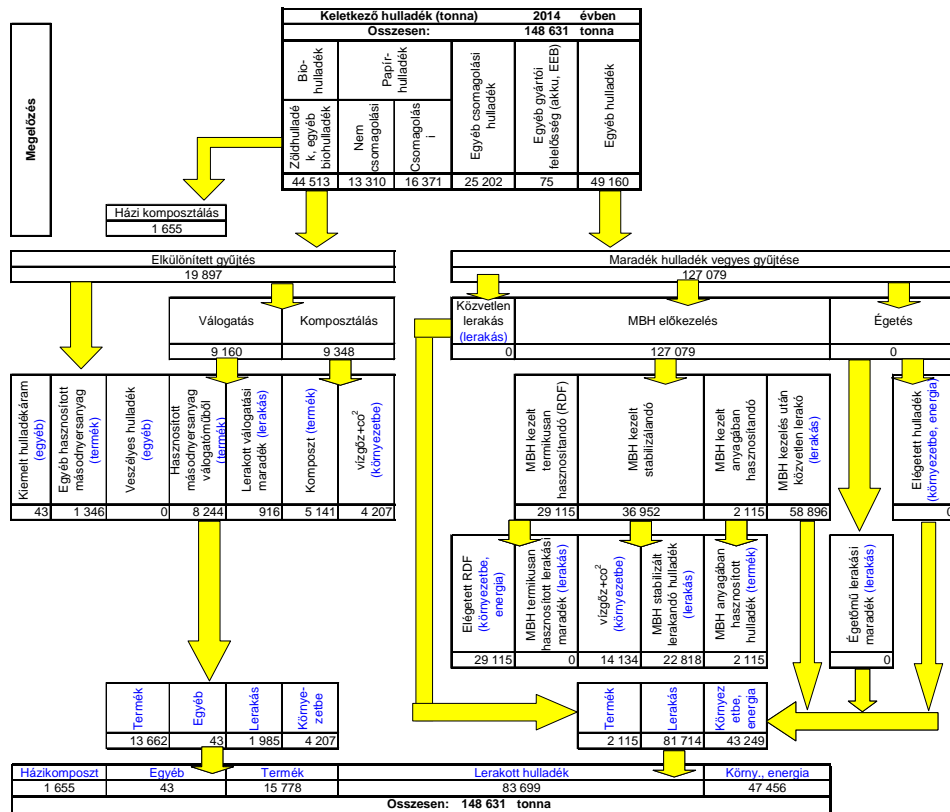 Keletkező hulladék (tonna) 2014 évben
Összesen: 148 631 tonna
Megelőzés
Bio-
hulladék
Papír-
hulladék
Zöldhulladé
k, egyéb
biohulladék
Nem
csomagolási
Csomagolás
i
Egyéb csomagolási
hulladék
Egyéb gyártói
felelősség (akku, EEB)
Egyéb hulladék
44 513 13 310 16 371 25 202 75 49 160
Házi komposztálás
1 655
Elkülönített gyűjtés
19 897
Maradék hulladék vegyes gyűjtése
127 079
Válogatás Komposztálás
9 160 9 348
Közvetlen
lerakás
(lerakás)
0
MBH előkezelés
127 079
Égetés
0
Kiemelt hulladékáram
(egyéb)
Egyéb hasznosított
másodnyersanyag
(termék)
Veszélyes hulladék
(egyéb)
Hasznosított
másodnyersanyag
válogatóműből
(termék)
Lerakott válogatási
maradék (lerakás)
Komposzt (termék)
vízgőz+co²
(környezetbe)
43 1 346 0 8 244 916 5 141 4 207
MBH kezelt
termikusan
hasznosítandó (RDF)
MBH kezelt
stabilizálandó
MBH kezelt
anyagában
hasznosítandó
MBH kezelés után
közvetlen lerakó
(lerakás)
29 115 36 952 2 115 58 896
Elégetett hulladék
(környezetbe, energia)
0
Elégetett RDF
(környezetbe,
energia)
MBH termikusan
hasznosított lerakási
maradék (lerakás)
vízgőz+co²
(környezetbe)
MBH stabilizált
lerakandó hulladék
(lerakás)
MBH anyagában
hasznosított
hulladék (termék)
29 115 0 14 134 22 818 2 115
Égetőmű lerakási
maradék (lerakás)
0
Termék
Egyéb
Lerakás
Környe-
zetbe
13 662 43 1 985 4 207
Termék
Lerakás
Környez
etbe,
energia
2 115 81 714 43 249
Házikomposzt Egyéb Termék Lerakott hulladék Körny., energia
1 655 43 15 778 83 699 47 456
Összesen: 148 631 tonna